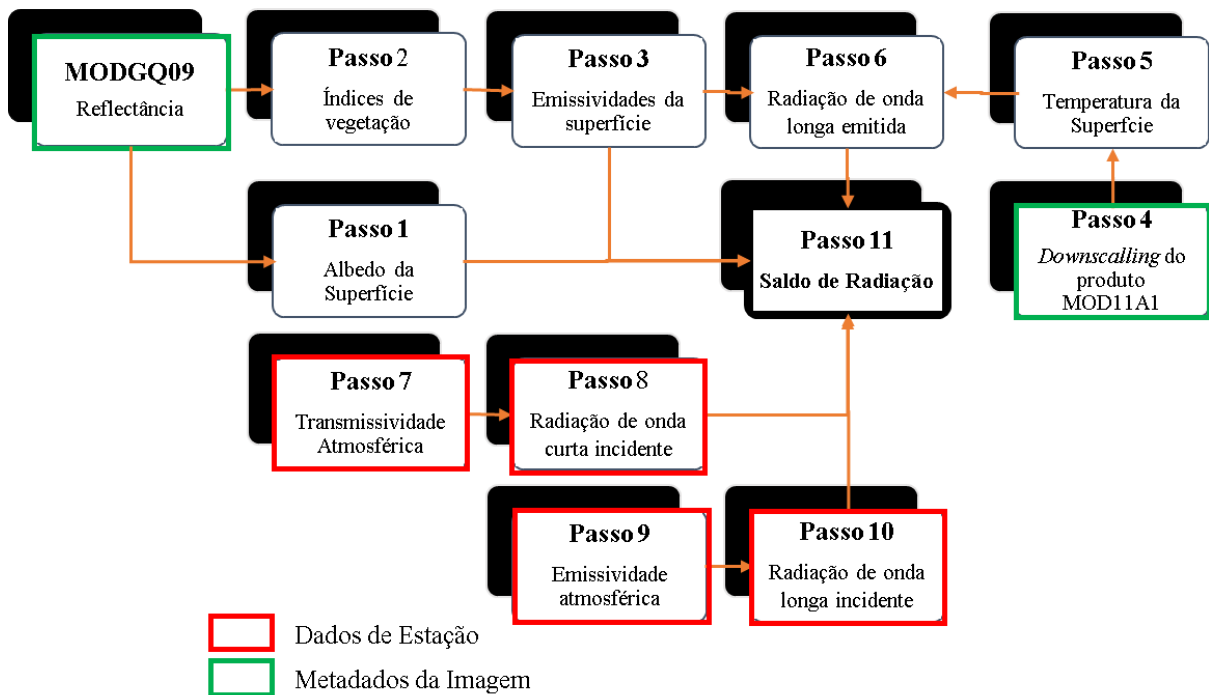 MODGQ09
Reflectância
Passo 2
Índices de
vegetação
Passo 3
Emissividades da
superfície
Passo 6
Radiação de onda
longa emitida
Passo 5
Temperatura da
Superfcie
Passo 1
Albedo da
Superfície
Passo 11
Saldo de Radiação
Passo 4
Downscalling do
produto
MOD11A1
Passo 7
Transmissividade
Atmosférica
Passo 8
Radiação de onda
curta incidente
Passo 9
Emissividade
atmosférica
Passo 10
Radiação de onda
longa incidente
Dados de Estação
Metadados da Imagem